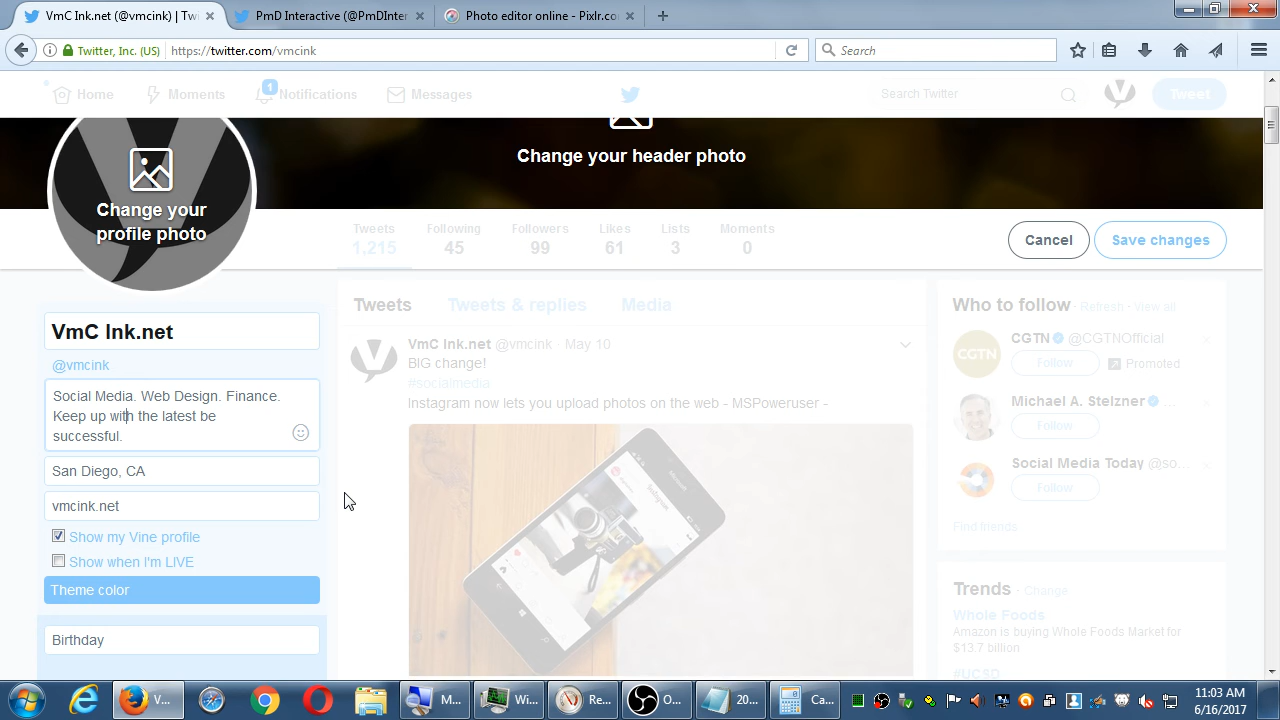 VmC Ink.net (@vmcink) | Twi
PmD Interactive (@PmDInter
Photo editor online - Pixlr.co
Twitter, Inc. (US)
https://twitter.com/vmcink
Search
Home
Moments
1
Notifications
Messages
Search Twitter
Tweet
Change your header photo
Change your
profile photo
Tweets
1,215
Following
45
Followers
99
Likes
61
Lists
3
Moments
0
Cancel
Save changes
VmC Ink.net
@vmcink
Social Media. Web Design. Finance.
Keep up with the latest be
successful.
San Diego, CA
vmcink.net
Show my Vine profile
Show when I'm LIVE
Theme color
Birthday
Tweets
Tweets & replies
Media
VmC Ink.net @vmcink · May 10
BIG change!
#socialmedia
Instagram now lets you upload photos on the web - MSPoweruser -
Who to follow · Refresh · View all
CGTN
CGTN @CGTNOfficial
Follow
Promoted
Michael A. Stelzner ...
Follow
Social Media Today @so...
Follow
Find friends
Trends · Change
Whole Foods
Amazon is buying Whole Foods Market for
$13.7 billion
#UCSD
V...
M...
Wi...
Re...
O...
20...
Ca...
11:03 AM
6/16/2017